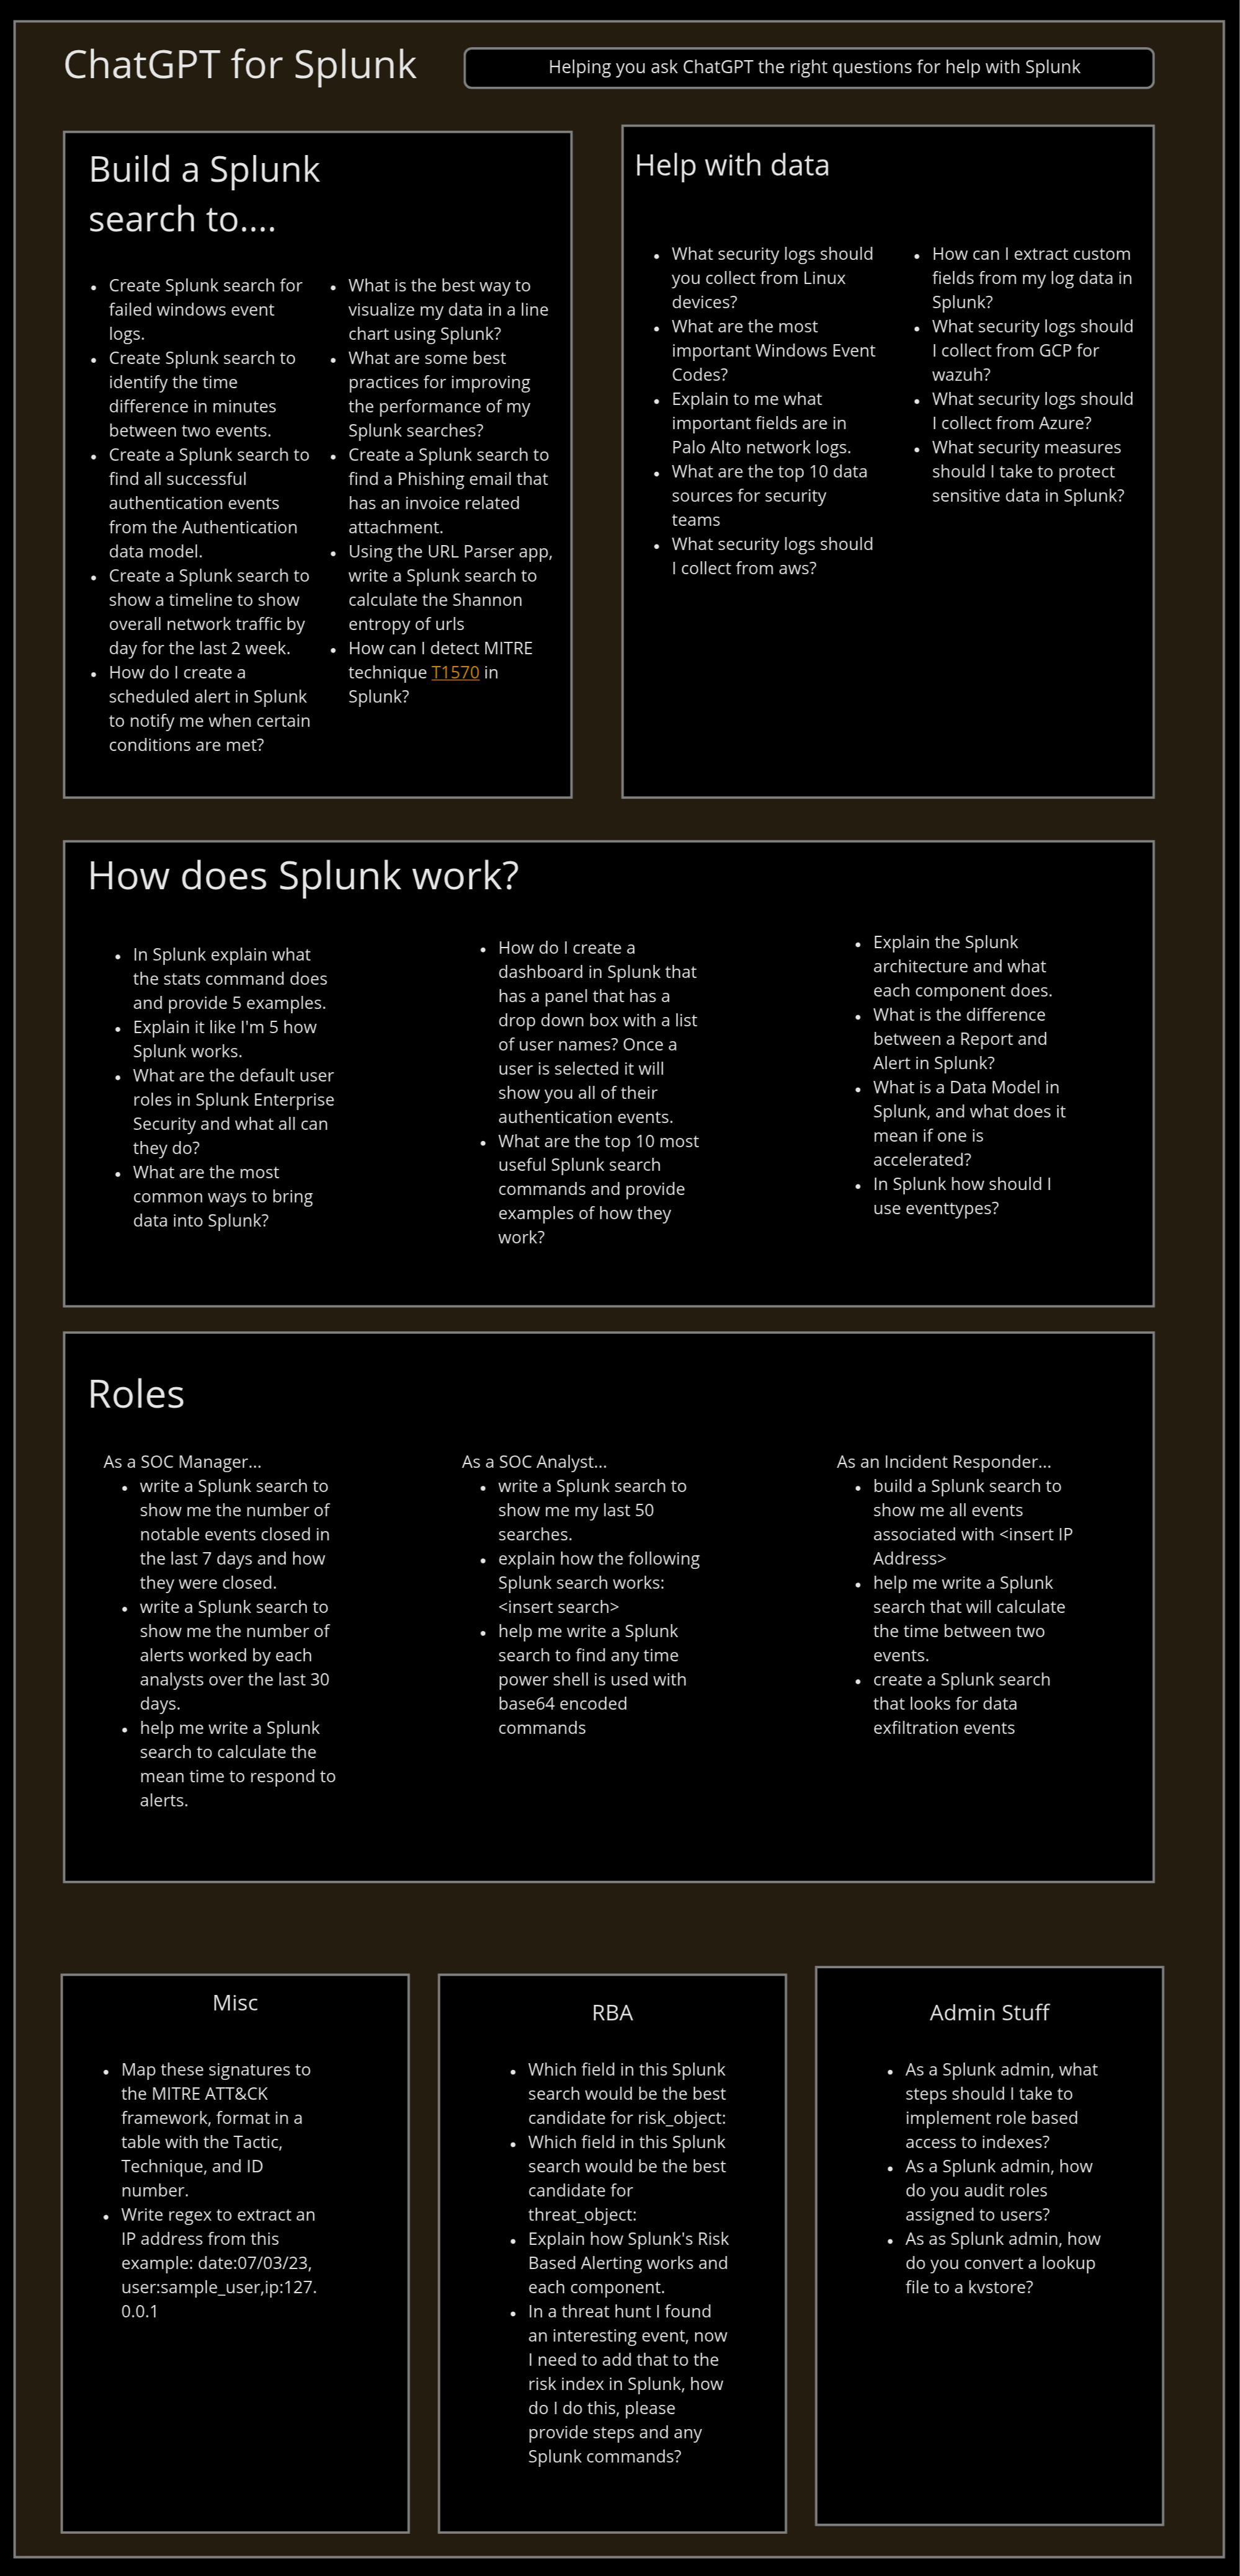 ChatGPT for Splunk
Helping you ask ChatGPT the right questions for help with Splunk
Build a Splunk
search to....
Create Splunk search for
failed windows event
logs.
Create Splunk search to
identify the time
difference in minutes
between two events.
Create a Splunk search to
find all successful
authentication events
from the Authentication
data model.
Create a Splunk search to
show a timeline to show
overall network traffic by
day for the last 2 week.
How do I create a
scheduled alert in Splunk
to notify me when certain
conditions are met?
What is the best way to
visualize my data in a line
chart using Splunk?
What are some best
practices for improving
the performance of my
Splunk searches?
Create a Splunk search to
find a Phishing email that
has an invoice related
attachment.
Using the URL Parser app,
write a Splunk search to
calculate the Shannon
entropy of urls
How can I detect MITRE
technique T1570 in
Splunk?
Help with data
What security logs should
you collect from Linux
devices?
What are the most
important Windows Event
Codes?
Explain to me what
important fields are in
Palo Alto network logs.
What are the top 10 data
sources for security
teams
What security logs should
I collect from aws?
How can I extract custom
fields from my log data in
Splunk?
What security logs should
I collect from GCP for
wazuh?
What security logs should
I collect from Azure?
What security measures
should I take to protect
sensitive data in Splunk?
How does Splunk work?
In Splunk explain what
the stats command does
and provide 5 examples.
Explain it like I'm 5 how
Splunk works.
What are the default user
roles in Splunk Enterprise
Security and what all can
they do?
What are the most
common ways to bring
data into Splunk?
How do I create a
dashboard in Splunk that
has a panel that has a
drop down box with a list
of user names? Once a
user is selected it will
show you all of their
authentication events.
What are the top 10 most
useful Splunk search
commands and provide
examples of how they
work?
Explain the Splunk
architecture and what
each component does.
What is the difference
between a Report and
Alert in Splunk?
What is a Data Model in
Splunk, and what does it
mean if one is
accelerated?
In Splunk how should I
use eventtypes?
Roles
As a SOC Manager...
write a Splunk search to
show me the number of
notable events closed in
the last 7 days and how
they were closed.
write a Splunk search to
show me the number of
alerts worked by each
analysts over the last 30
days.
help me write a Splunk
search to calculate the
mean time to respond to
alerts.
As a SOC Analyst...
write a Splunk search to
show me my last 50
searches.
explain how the following
Splunk search works:
<insert search>
help me write a Splunk
search to find any time
power shell is used with
base64 encoded
commands
As an Incident Responder...
build a Splunk search to
show me all events
associated with <insert IP
Address>
help me write a Splunk
search that will calculate
the time between two
events.
create a Splunk search
that looks for data
exfiltration events
Misc
Map these signatures to
the MITRE ATT&CK
framework, format in a
table with the Tactic,
Technique, and ID
number.
Write regex to extract an
IP address from this
example: date:07/03/23,
user:sample_user,ip:127.
0.0.1
RBA
Which field in this Splunk
search would be the best
candidate for risk_object:
Which field in this Splunk
search would be the best
candidate for
threat_object:
Explain how Splunk's Risk
Based Alerting works and
each component.
In a threat hunt I found
an interesting event, now
I need to add that to the
risk index in Splunk, how
do I do this, please
provide steps and any
Splunk commands?
Admin Stuff
As a Splunk admin, what
steps should I take to
implement role based
access to indexes?
As a Splunk admin, how
do you audit roles
assigned to users?
As as Splunk admin, how
do you convert a lookup
file to a kvstore?